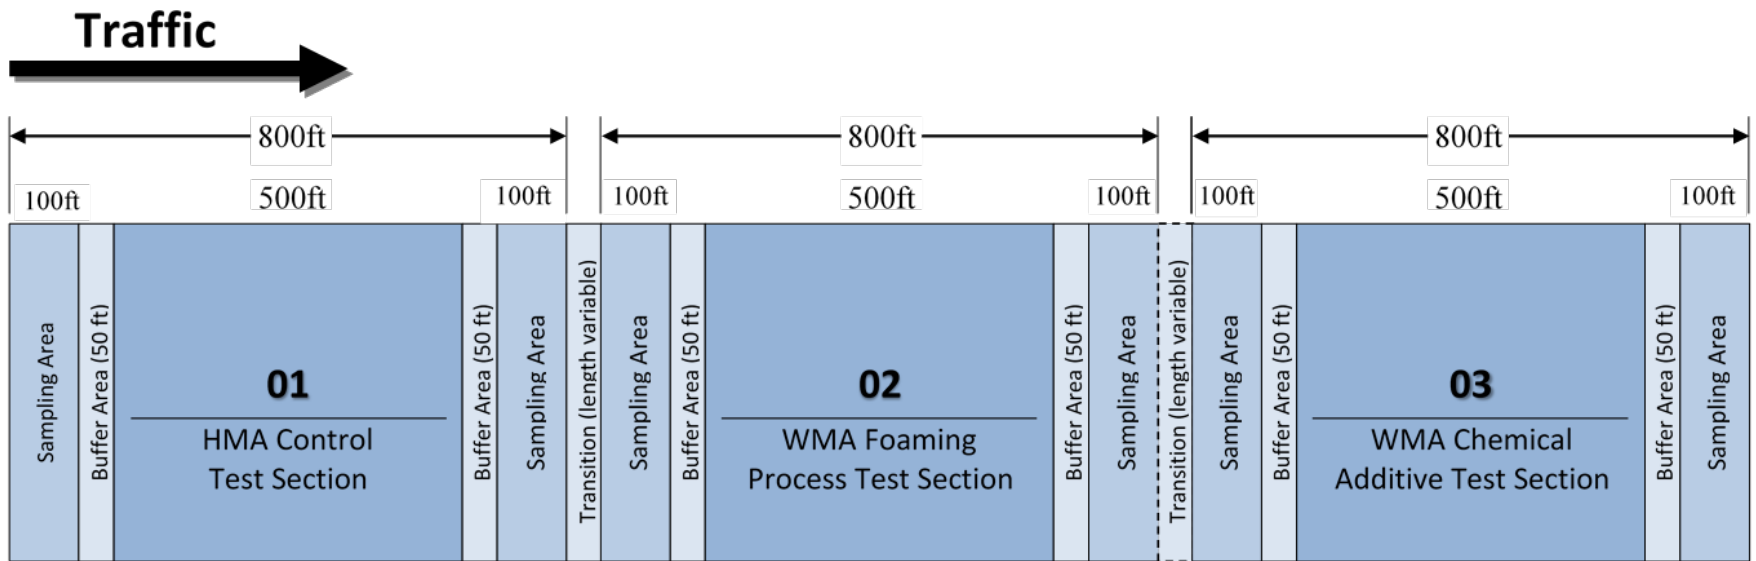 Traffic
800ft
800ft
800ft
100ft
500ft
100ft
100ft
500ft
100ft
100ft
500ft
100ft
Sampling Area
Buffer Area (50 ft)
01
HMA Control
Test Section
Buffer Area (50 ft)
Sampling Area
Transition (length variable)
Sampling Area
Buffer Area (50 ft)
02
WMA Foaming
Process Test Section
Buffer Area (50 ft)
Sampling Area
Transition (length variable)
Sampling Area
Buffer Area (50 ft)
03
WMA Chemical
Additive Test Section
Buffer Area (50 ft)
Sampling Area